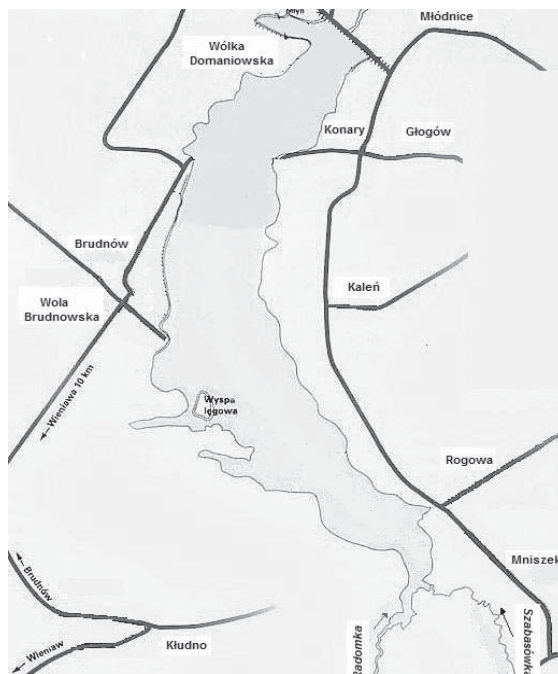 Młyn
Młódnice
Wólka
Domaniowska
Konary
Głogów
Brudnów
Kaleń
Wola
Brudnowska
Wyspa
lęgowa
Wieniawa 10 km
Rogowa
Mniszek
Brudnów
Kłudno
Wieniaw
Radomka
Szabasówka